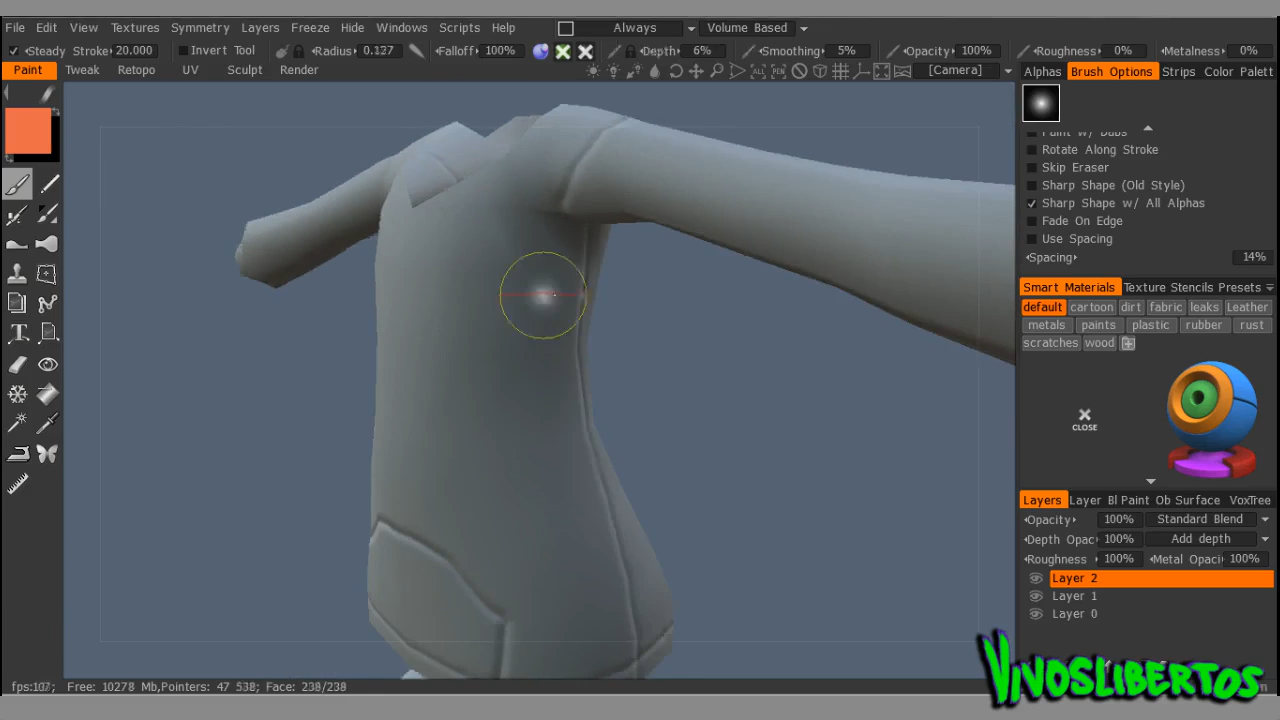 File Edit View Textures Symmetry Layers Freeze Hide Windows Scripts Help Always Volume Based
Steady Stroke 20.000 Invert Tool Radius 0.137 Falloff 100% Depth 6% Smoothing 5% Opacity 100% Roughness 0% Metalness 0%
Paint Tweak Retopo UV Sculpt Render ALL PEN [Camera] Alphas Brush Options Strips Color Palett
Rotate Along Stroke
Skip Eraser
Sharp Shape (Old Style)
Sharp Shape w/ All Alphas
Fade On Edge
Use Spacing
Spacing 14%
Smart Materials Texture Stencils Presets
default cartoon dirt fabric leaks Leather
metals paints plastic rubber rust
scratches wood
CLOSE
Layers Layer Bl Paint Ob Surface VoxTree
Opacity 100% Standard Blend
Depth Opac 100% Add depth
Roughness 100% Metal Opaci 100%
Layer 2
Layer 1
Layer 0
VIVOSLIBERTOS
Free: 10278 Mb,Pointers: 47 538; Face: 238/238